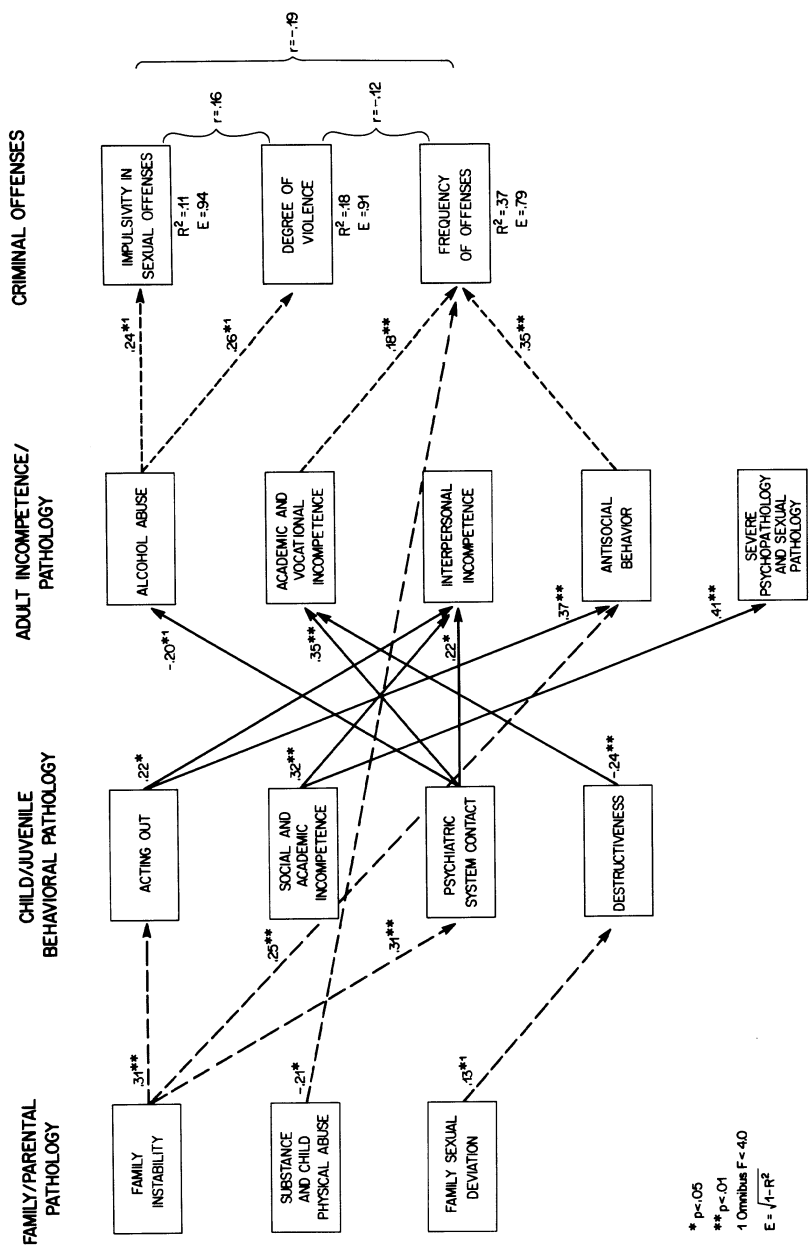 FAMILY/PARENTAL
PATHOLOGY
CHILD/JUVENILE
BEHAVIORAL PATHOLOGY
ADULT INCOMPETENCE/
PATHOLOGY
CRIMINAL OFFENSES
FAMILY
INSTABILITY
.31**
.25**
.31**
SUBSTANCE
AND CHILD
PHYSICAL ABUSE
-.21*
FAMILY SEXUAL
DEVIATION
.13*1
ACTING OUT
.22*
SOCIAL AND
ACADEMIC
INCOMPETENCE
.32**
PSYCHIATRIC
SYSTEM CONTACT
DESTRUCTIVENESS
-.24**
-.20*1
.35**
.22*
.37**
.41**
ALCOHOL ABUSE
ACADEMIC AND
VOCATIONAL
INCOMPETENCE
INTERPERSONAL
INCOMPETENCE
ANTISOCIAL
BEHAVIOR
SEVERE
PSYCHOPATHOLOGY
AND SEXUAL
PATHOLOGY
.24*1
.26*1
.18**
.35**
IMPULSIVITY IN
SEXUAL OFFENSES
R²=.11
E=.94
DEGREE OF
VIOLENCE
R²=.18
E=.91
FREQUENCY
OF OFFENSES
R²=.37
E=.79
r=.16
r=-.12
r=-.19
* p<.05
** p<.01
1 Omnibus F<4.0
E=√1-R²